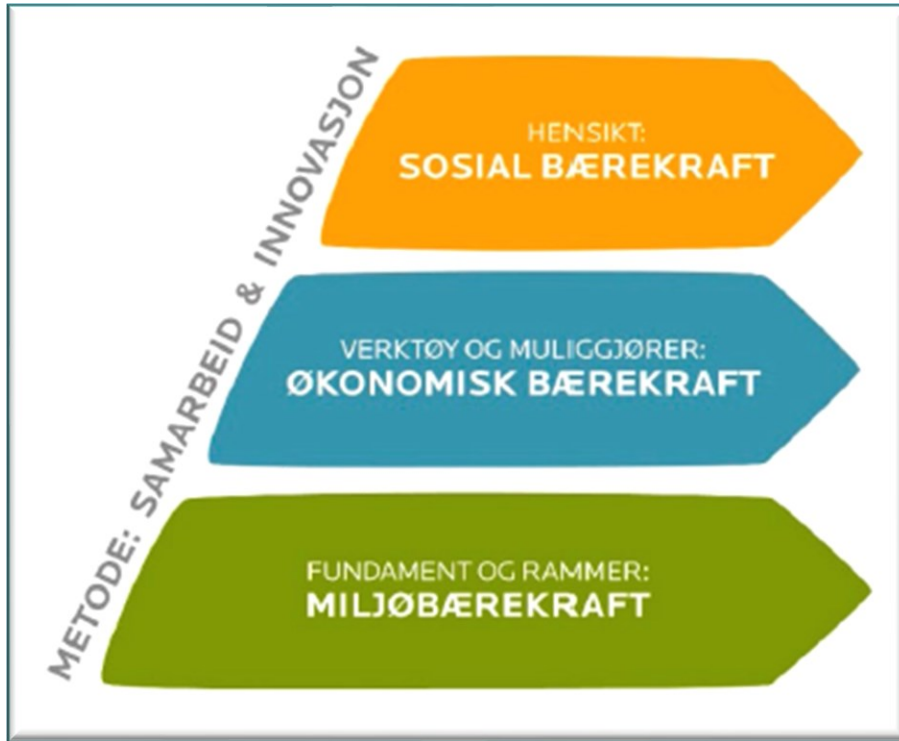 METODE: SAMARBEID & INNOVASJON
HENSIKT:
SOSIAL BÆREKRAFT
VERKTØY OG MULIGGJØRER:
ØKONOMISK BÆREKRAFT
FUNDAMENT OG RAMMER:
MILJØBÆREKRAFT